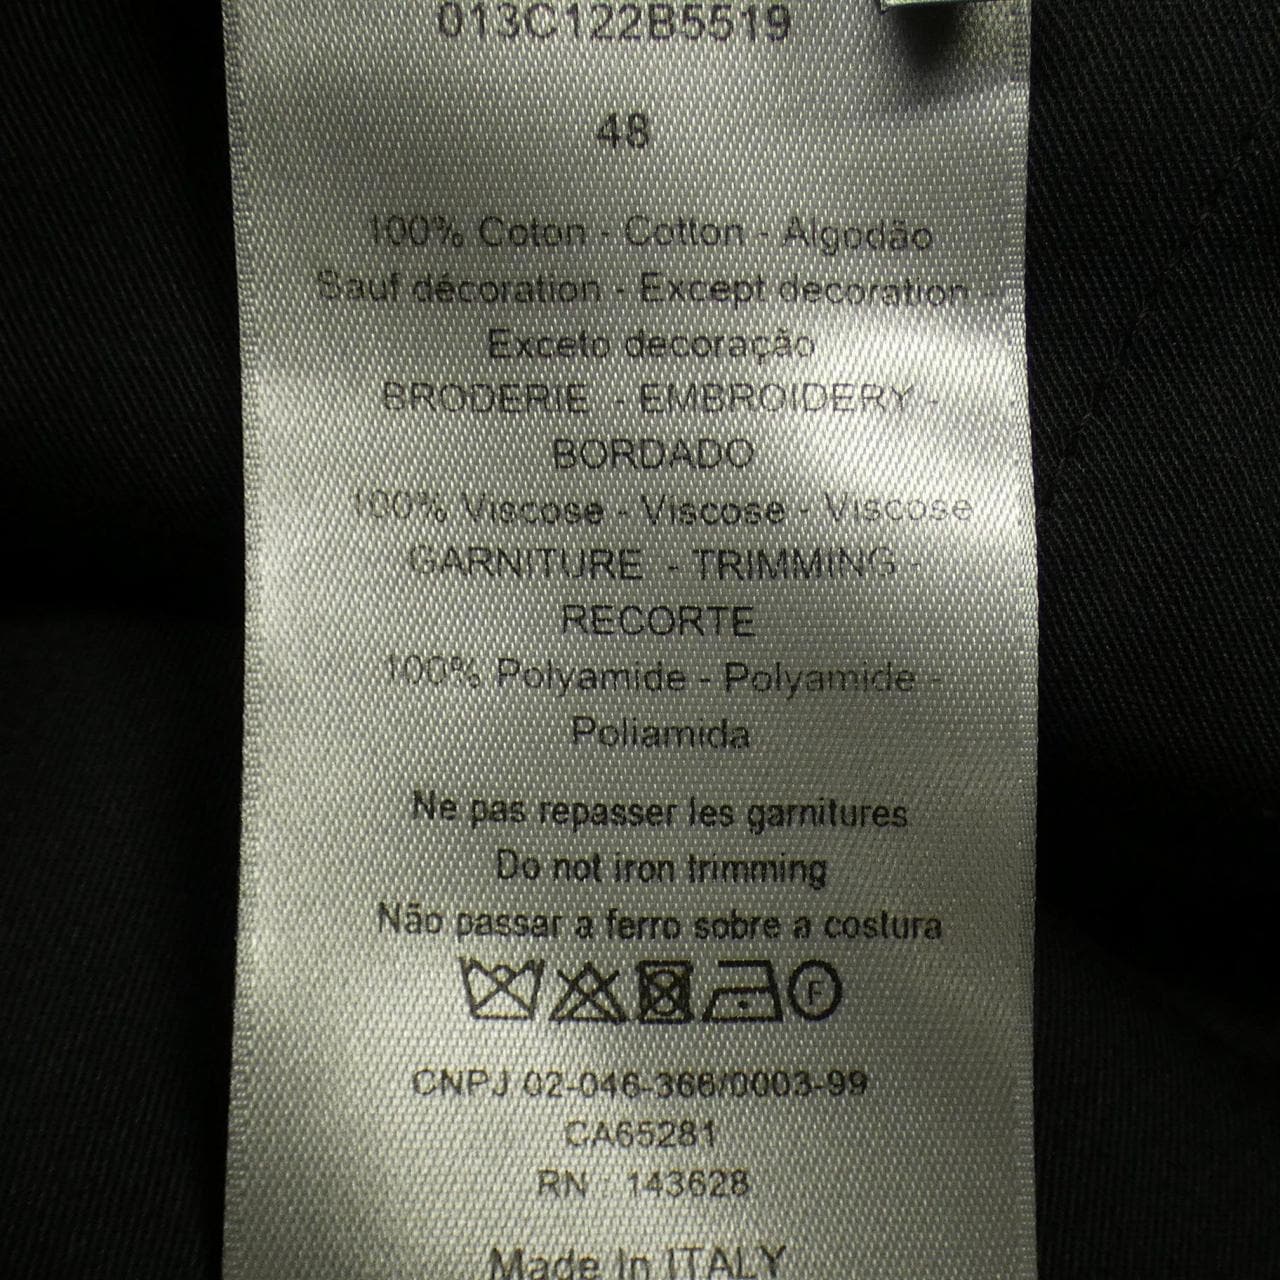 013C122B5519
48
100% Coton - Cotton - Algodão
Sauf décoration - Except decoration -
Exceto decoração
BRODERIE - EMBROIDERY -
BORDADO
100% Viscose - Viscose - Viscose
GARNITURE - TRIMMING -
RECORTE
100% Polyamide - Polyamide -
Poliamida
Ne pas repasser les garnitures
Do not iron trimming
Não passar a ferro sobre a costura
F
CNPJ 02-046-366/0003-99
CA65281
RN : 143628
Made In ITALY